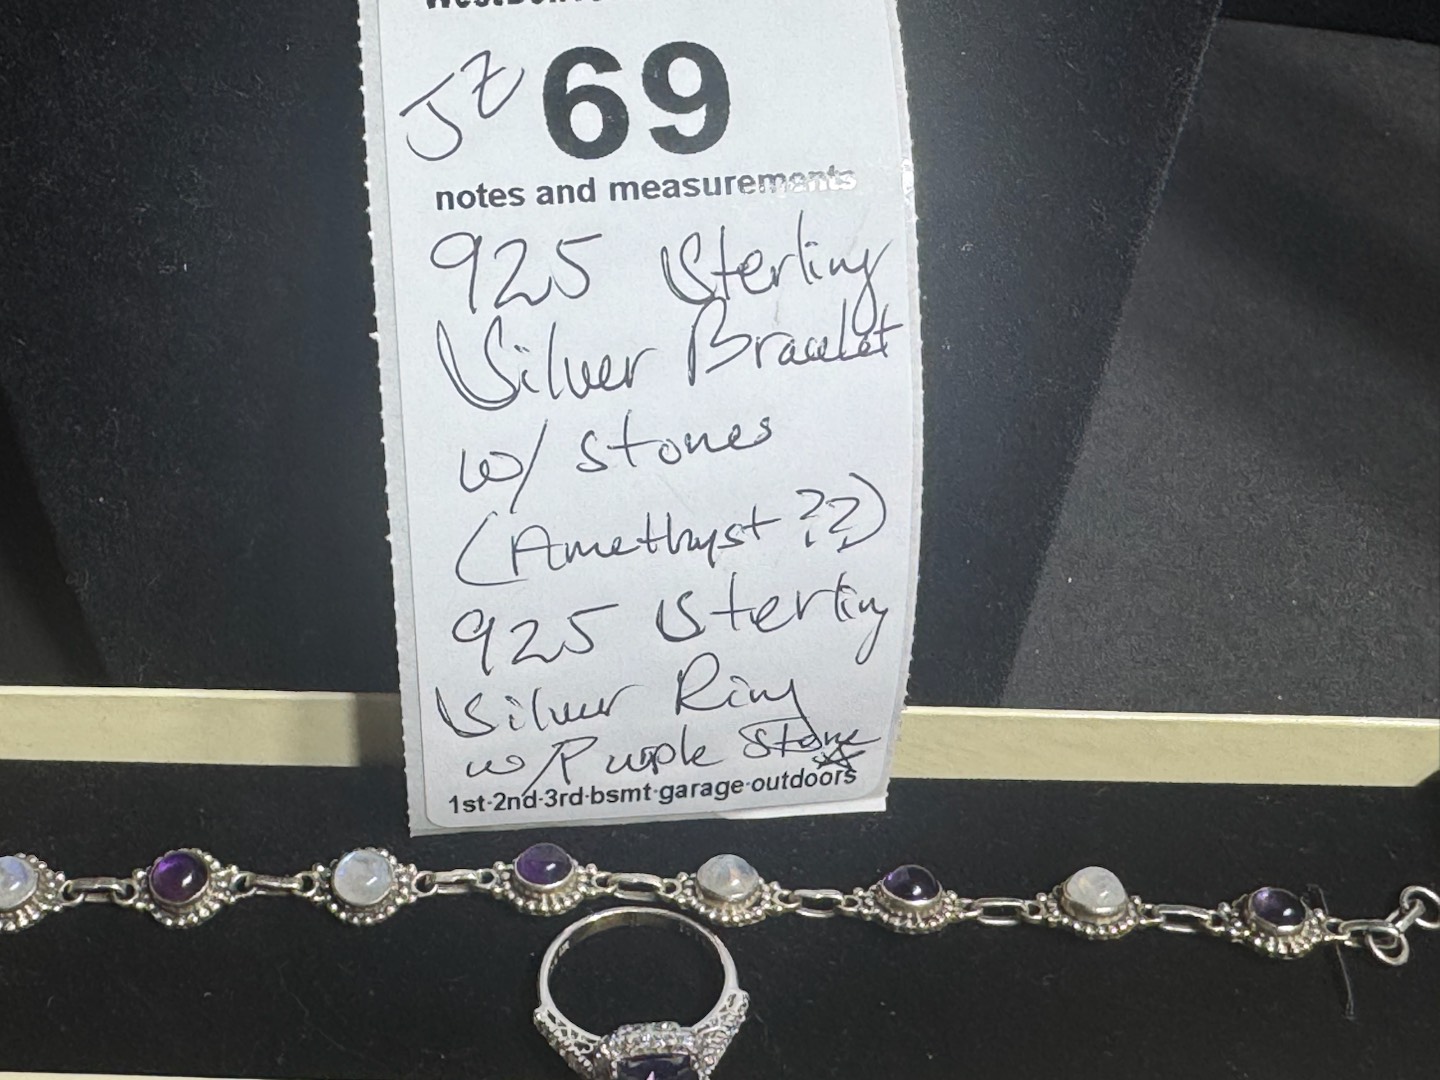 JZ 69
notes and measurements
925 Sterling
Silver Bracelet
w/ stones
(Amethyst ??)
925 Sterling
Silver Ring
w/ Purple Stone
1st-2nd-3rd-bsmt-garage-outdoors